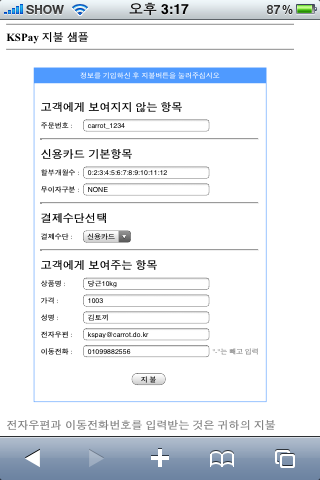 SHOW 오후 3:17 87%
KSPay 지불 샘플
정보를 기입하신 후 지불버튼을 눌러주십시오
고객에게 보여지지 않는 항목
주문번호 : carrot_1234
신용카드 기본항목
할부개월수 : 0:2:3:4:5:6:7:8:9:10:11:12
무이자구분 : NONE
결제수단선택
결제수단 : 신용카드
고객에게 보여주는 항목
상품명 : 당근10kg
가격 : 1003
성명 : 김토끼
전자우편 : kspay@carrot.do.kr
이동전화 : 01099882556 "-"는 빼고 입력
지 불
전자우편과 이동전화번호를 입력받는 것은 귀하의 지불